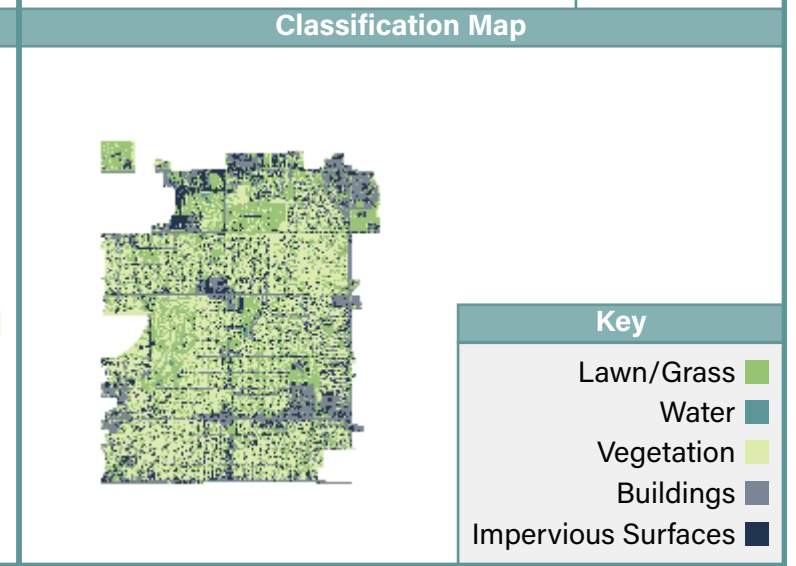 Classification Map
Key
Lawn/Grass
Water
Vegetation
Buildings
Impervious Surfaces